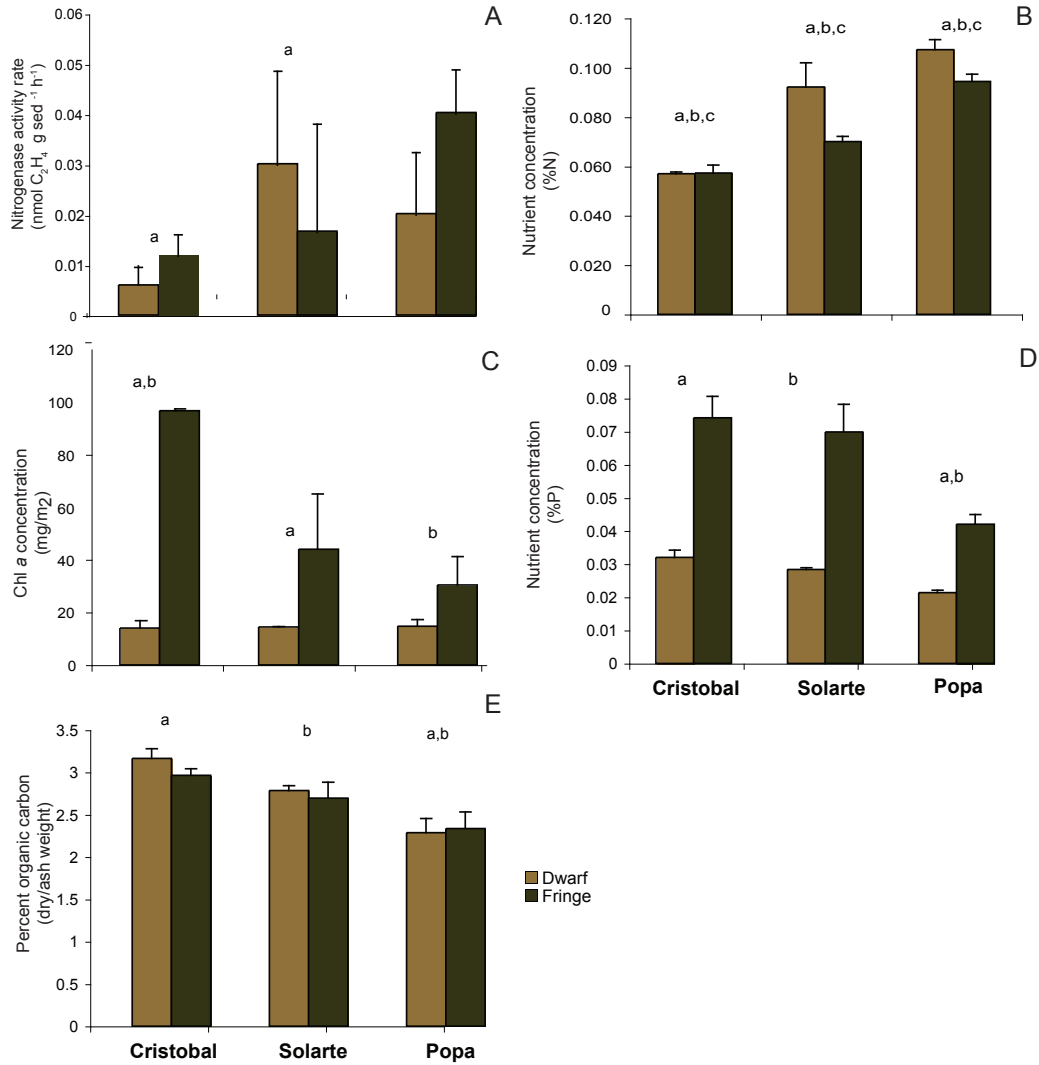 A
Nitrogenase activity rate
(nmol C₂H₄ g sed ⁻¹ h⁻¹)
0.06
0.05
0.04
0.03
0.02
0.01
0
a
a
B
Nutrient concentration
(%N)
0.120
0.100
0.080
0.060
0.040
0.020
0
a,b,c
a,b,c
a,b,c
C
Chl a concentration
(mg/m2)
120
100
80
60
40
20
0
a,b
a
b
D
Nutrient concentration
(%P)
0.09
0.08
0.07
0.06
0.05
0.04
0.03
0.02
0.01
0
a
b
a,b
Cristobal Solarte Popa
E
Percent organic carbon
(dry/ash weight)
3.5
3
2.5
2
1.5
1
0.5
0
a
b
a,b
Cristobal Solarte Popa
Dwarf
Fringe